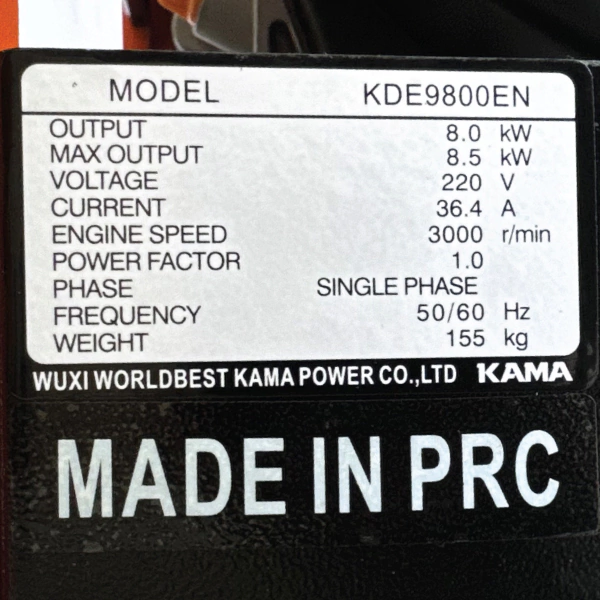 MODEL KDE9800EN
OUTPUT 8.0 kW
MAX OUTPUT 8.5 kW
VOLTAGE 220 V
CURRENT 36.4 A
ENGINE SPEED 3000 r/min
POWER FACTOR 1.0
PHASE SINGLE PHASE
FREQUENCY 50/60 Hz
WEIGHT 155 kg
WUXI WORLDBEST KAMA POWER CO.,LTD KAMA
MADE IN PRC